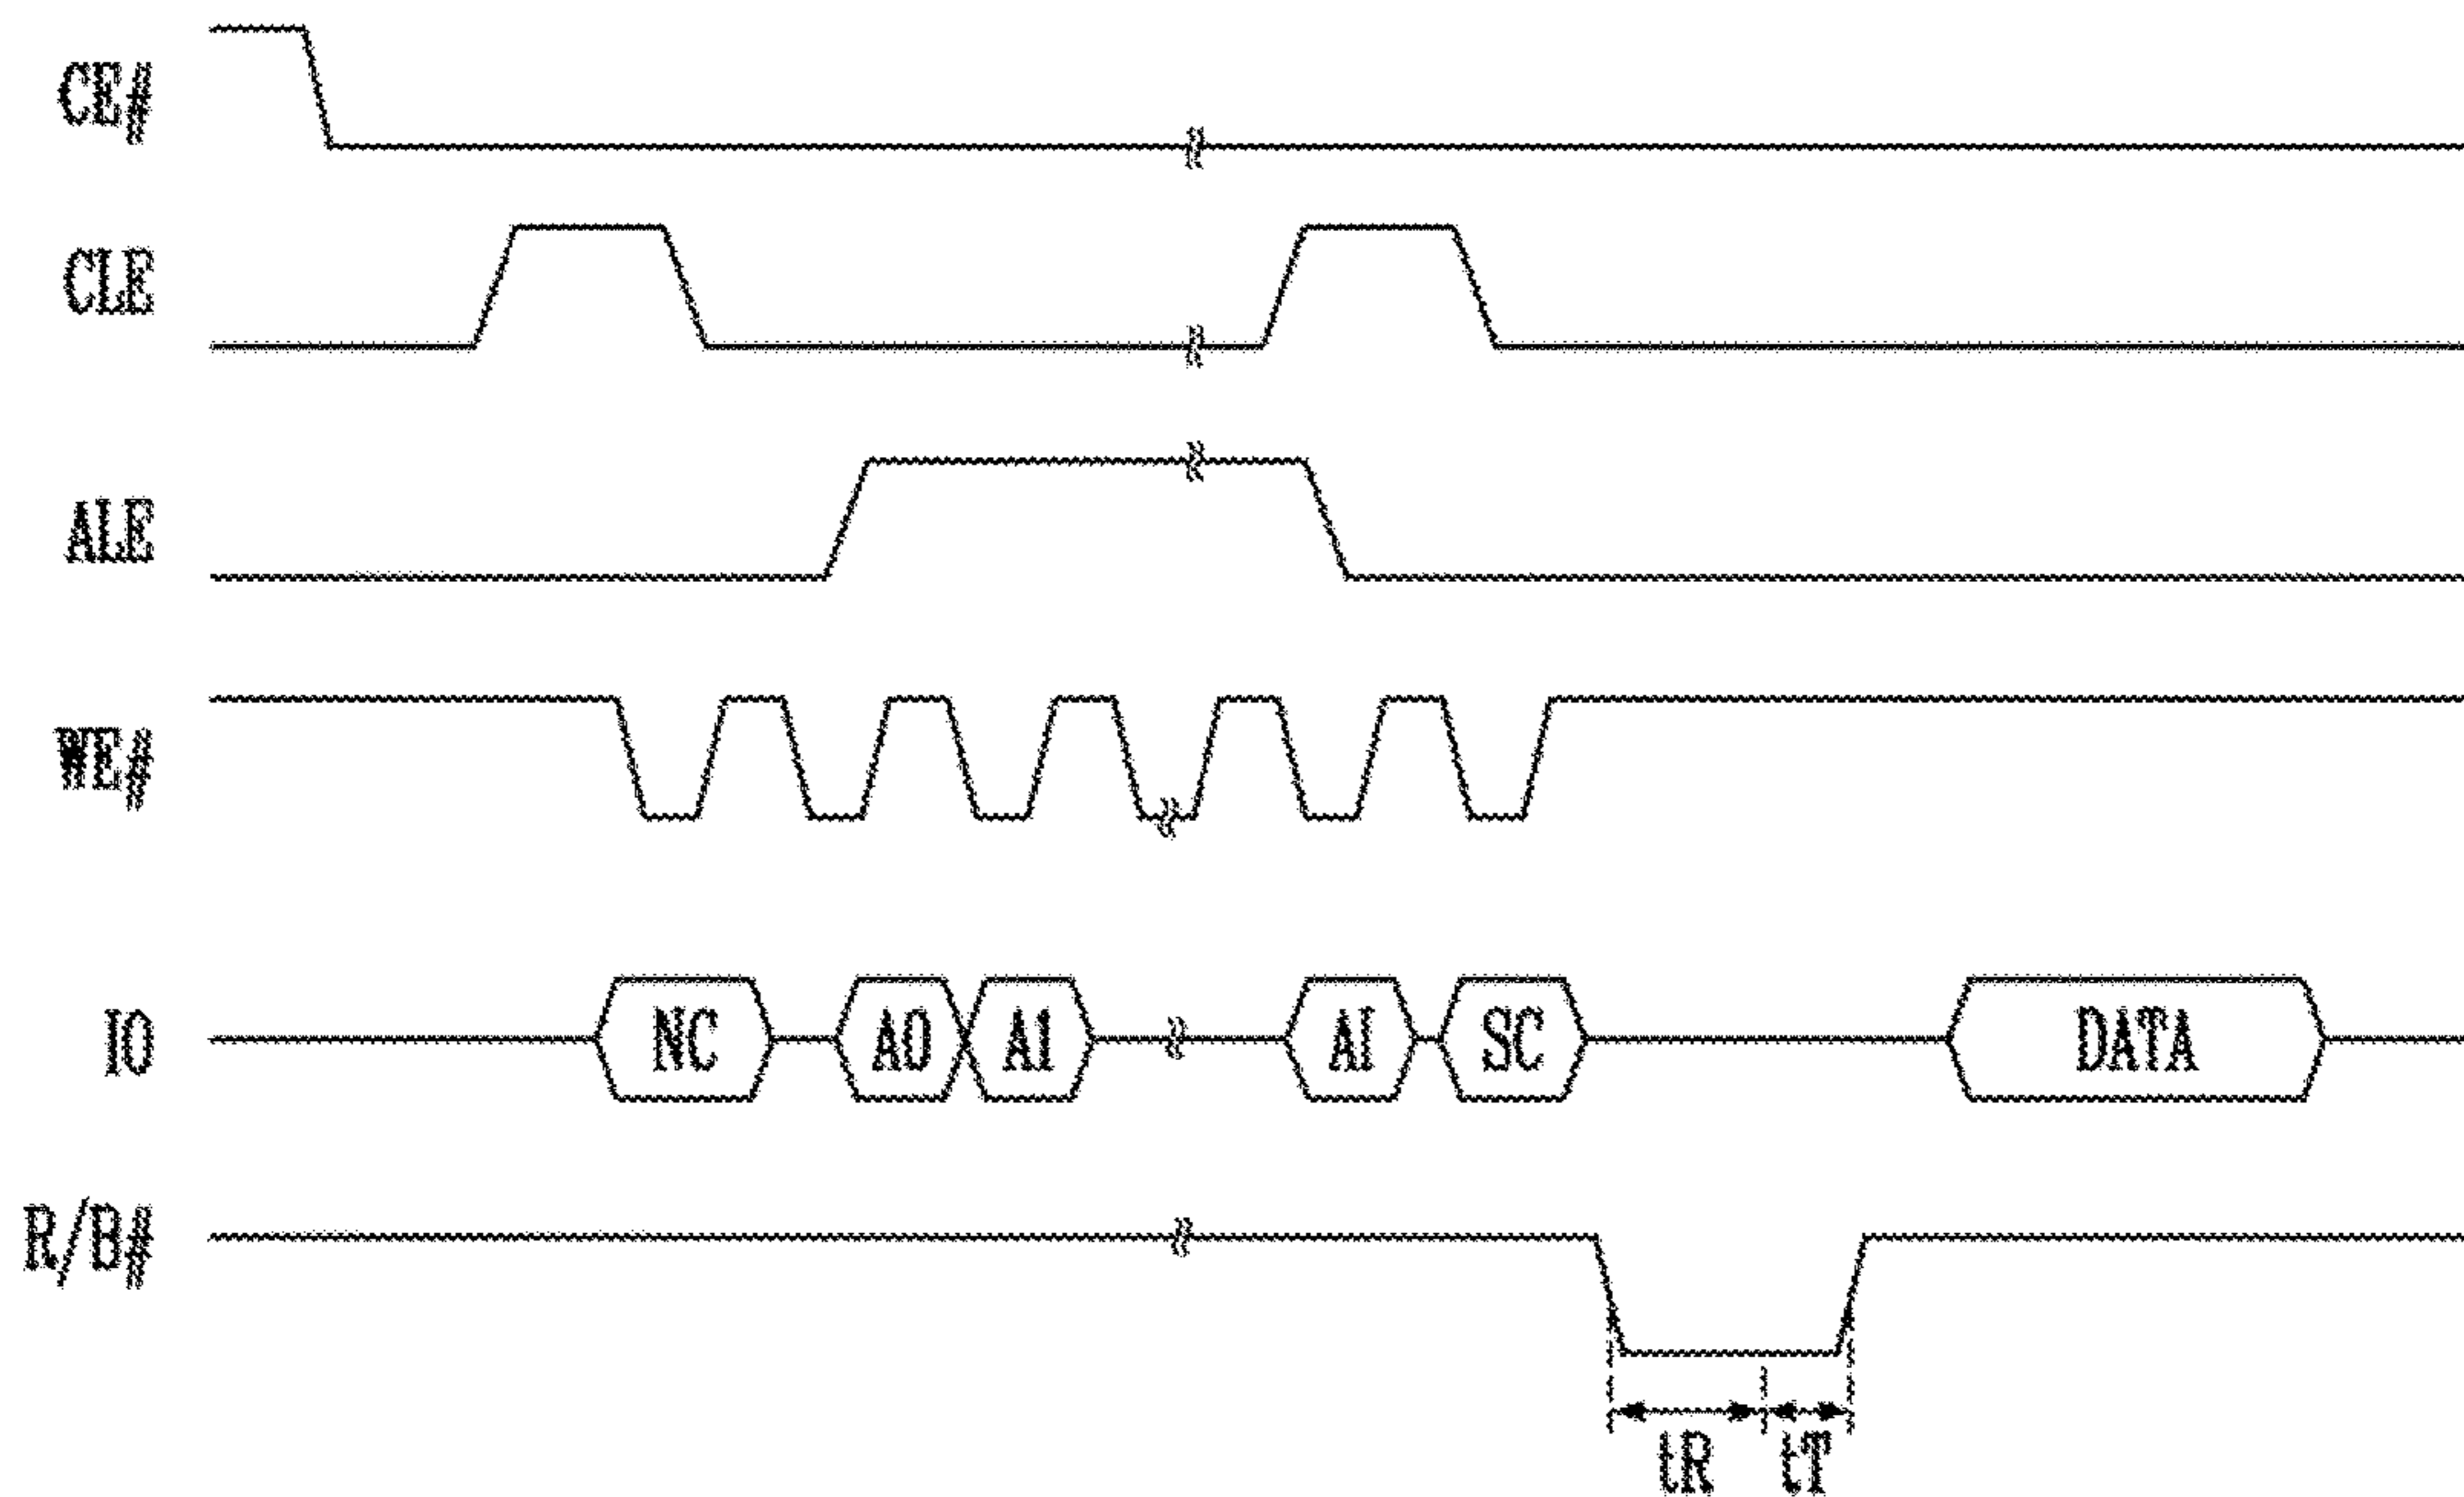 CE#
CLE
ALE
WE#
IO NC A0 A1 AI SC DATA
R/B#
tR tT